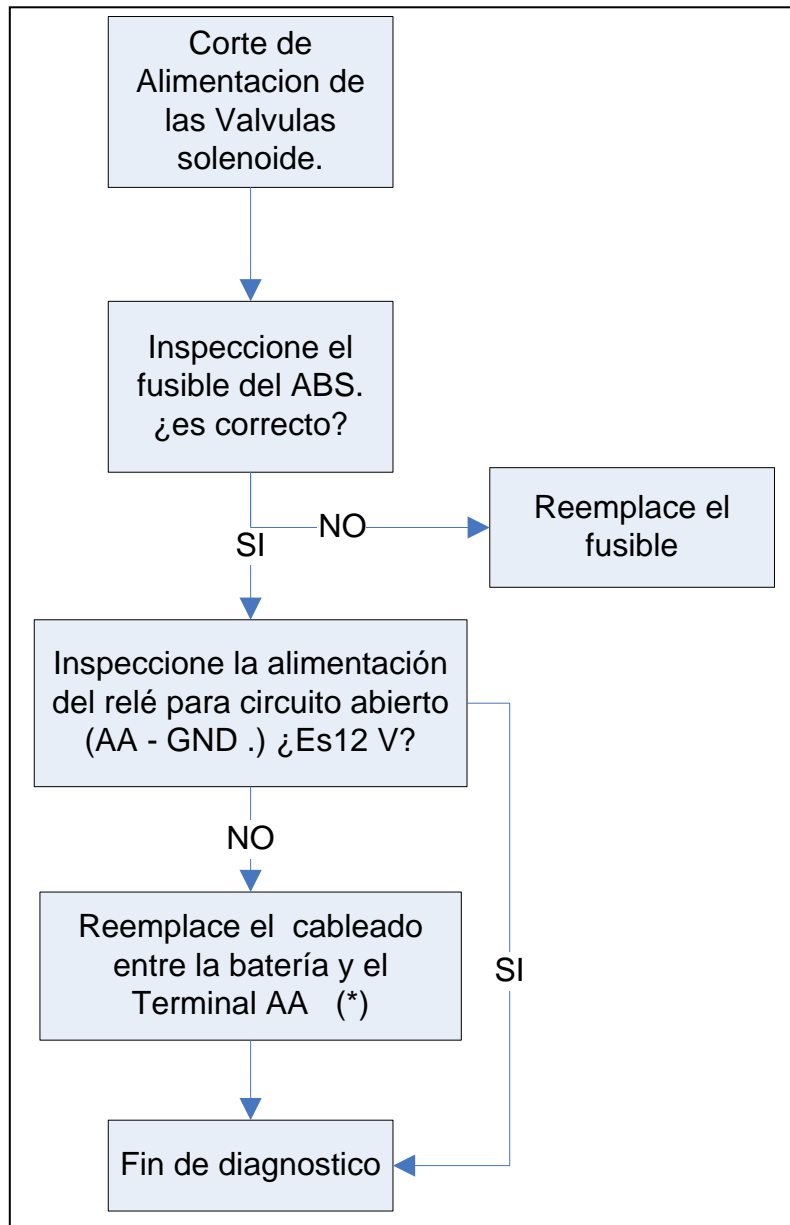 Corte de
Alimentacion de
las Valvulas
solenoide.
Inspeccione el
fusible del ABS.
¿es correcto?
NO
Reemplace el
fusible
SI
Inspeccione la alimentación
del relé para circuito abierto
(AA - GND .) ¿Es12 V?
NO
Reemplace el  cableado
entre la batería y el
Terminal AA   (*)
SI
Fin de diagnostico